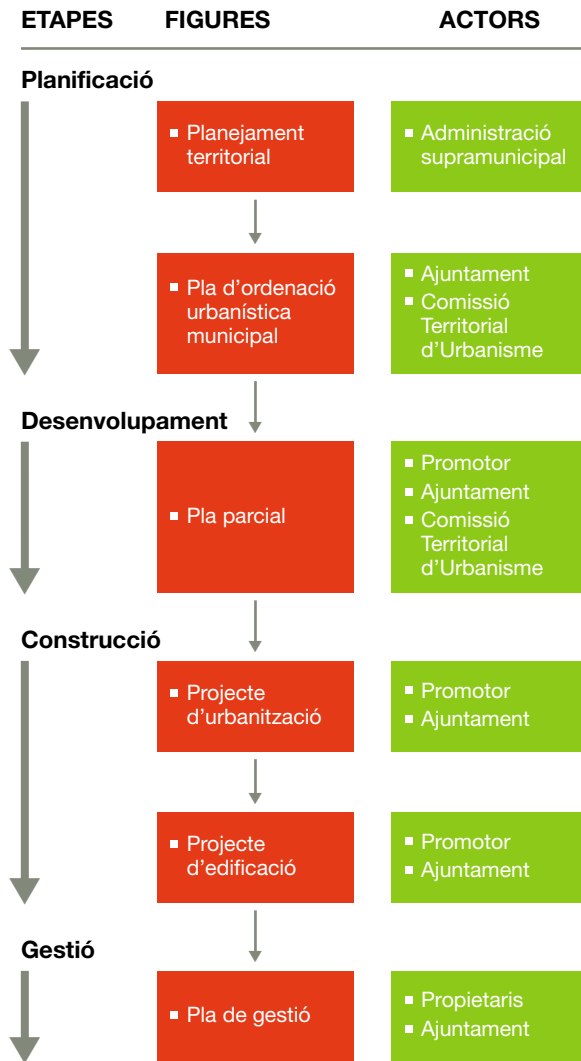 ETAPES FIGURES ACTORS
Planificació
Planejament
territorial
Administració
supramunicipal
Pla d’ordenació
urbanística
municipal
Ajuntament
Comissió
Territorial
d’Urbanisme
Desenvolupament
Pla parcial
Promotor
Ajuntament
Comissió
Territorial
d’Urbanisme
Construcció
Projecte
d’urbanització
Promotor
Ajuntament
Projecte
d’edificació
Promotor
Ajuntament
Gestió
Pla de gestió
Propietaris
Ajuntament